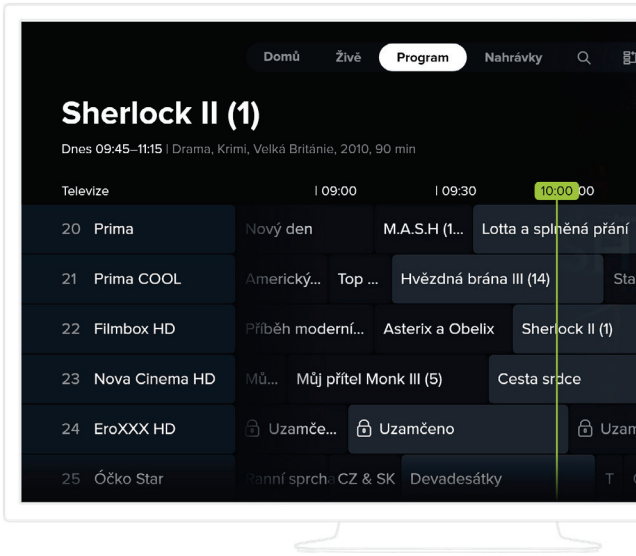 Domů Živě Program Nahrávky
Sherlock II (1)
Dnes 09:45–11:15 | Drama, Krimi, Velká Británie, 2010, 90 min
Televize | 09:00 | 09:30 10:00 00
20 Prima Nový den M.A.S.H (1... Lotta a splněná přání
21 Prima COOL Americký... Top ... Hvězdná brána III (14) Sta
22 Filmbox HD Příběh moderní... Asterix a Obelix Sherlock II (1)
23 Nova Cinema HD Mů... Můj přítel Monk III (5) Cesta srdce
24 EroXXX HD Uzamče... Uzamčeno Uzam
25 Óčko Star Ranní sprcha CZ & SK Devadesátky T